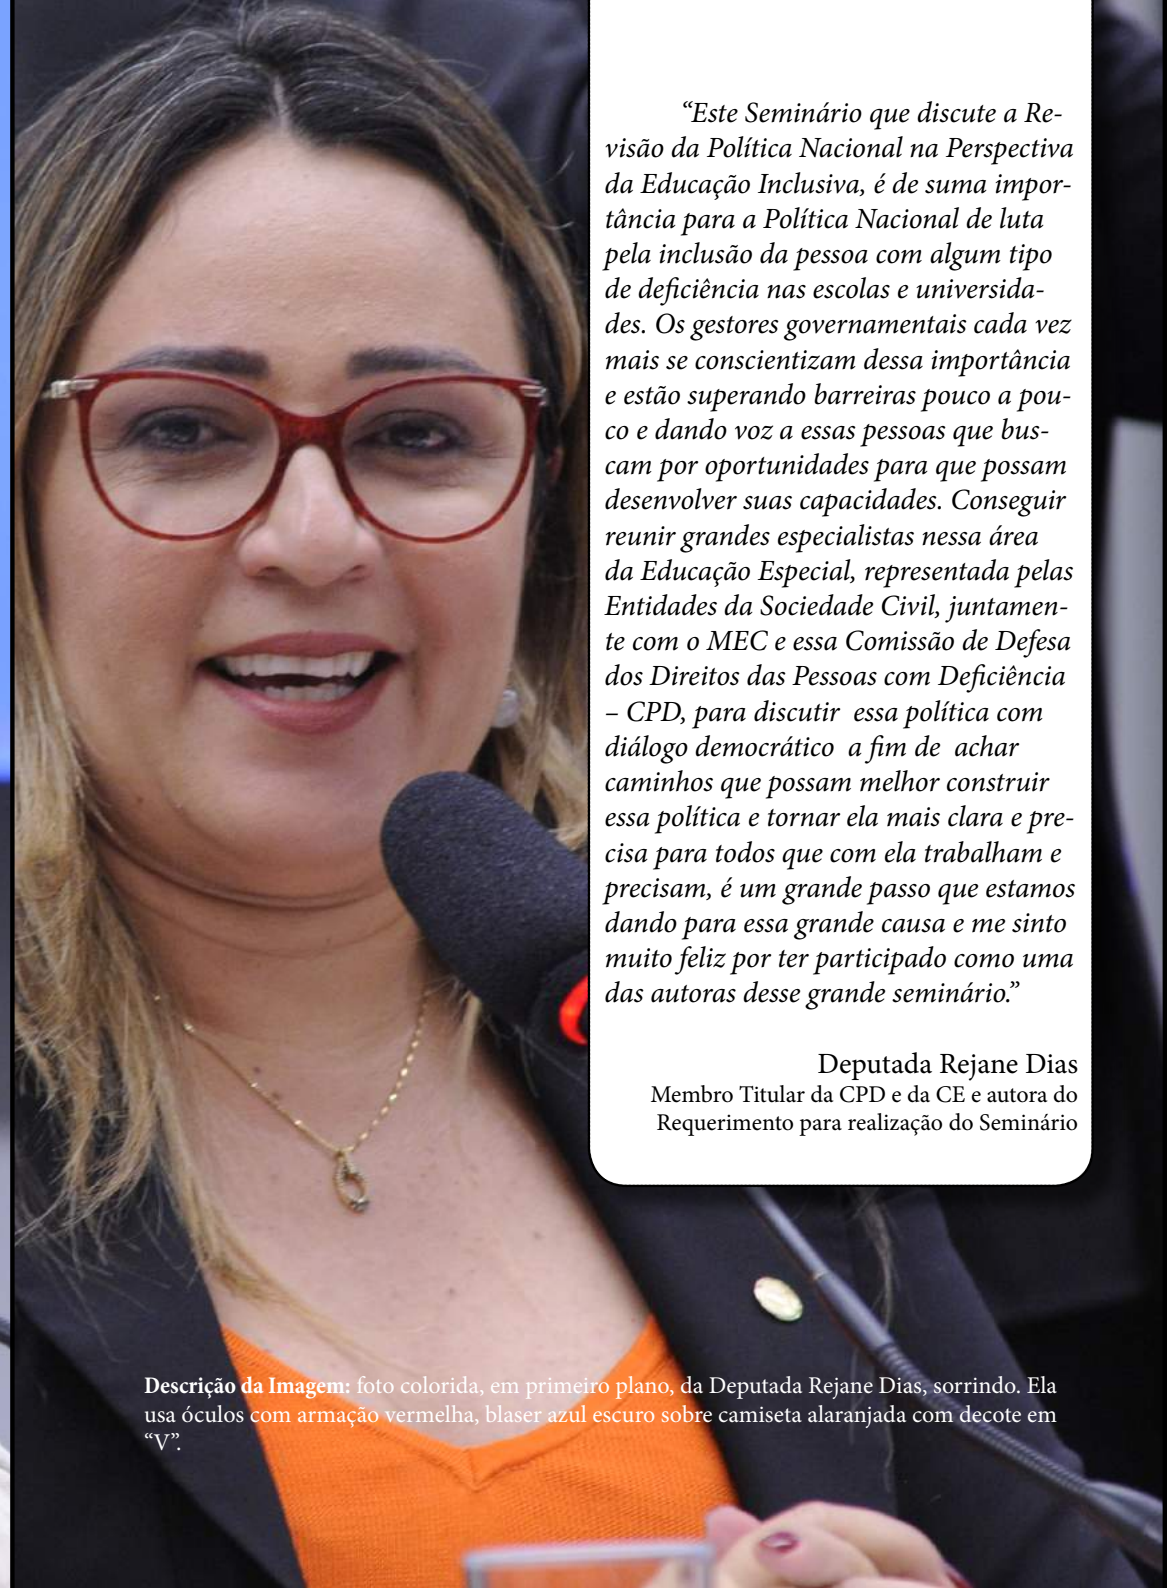 “Este Seminário que discute a Re-
visão da Política Nacional na Perspectiva
da Educação Inclusiva, é de suma impor-
tância para a Política Nacional de luta
pela inclusão da pessoa com algum tipo
de deficiência nas escolas e universida-
des. Os gestores governamentais cada vez
mais se conscientizam dessa importância
e estão superando barreiras pouco a pou-
co e dando voz a essas pessoas que bus-
cam por oportunidades para que possam
desenvolver suas capacidades. Conseguir
reunir grandes especialistas nessa área
da Educação Especial, representada pelas
Entidades da Sociedade Civil, juntamen-
te com o MEC e essa Comissão de Defesa
dos Direitos das Pessoas com Deficiência
– CPD, para discutir essa política com
diálogo democrático a fim de achar
caminhos que possam melhor construir
essa política e tornar ela mais clara e pre-
cisa para todos que com ela trabalham e
precisam, é um grande passo que estamos
dando para essa grande causa e me sinto
muito feliz por ter participado como uma
das autoras desse grande seminário.”
Deputada Rejane Dias
Membro Titular da CPD e da CE e autora do
Requerimento para realização do Seminário
Descrição da Imagem: foto colorida, em primeiro plano, da Deputada Rejane Dias, sorrindo. Ela
usa óculos com armação vermelha, blaser azul escuro sobre camiseta alaranjada com decote em
“V”.